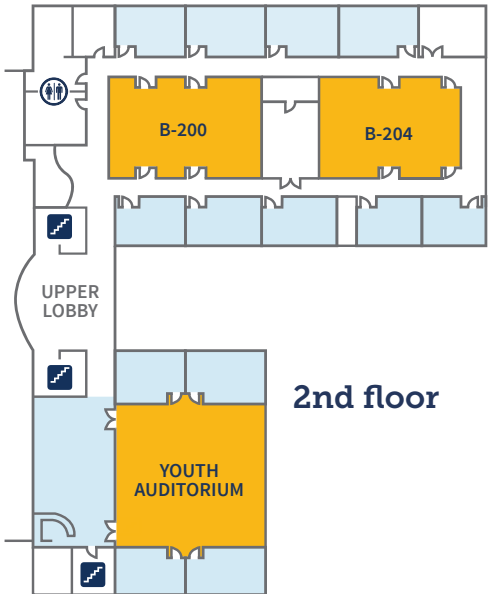 B-200
B-204
UPPER
LOBBY
2nd floor
YOUTH
AUDITORIUM